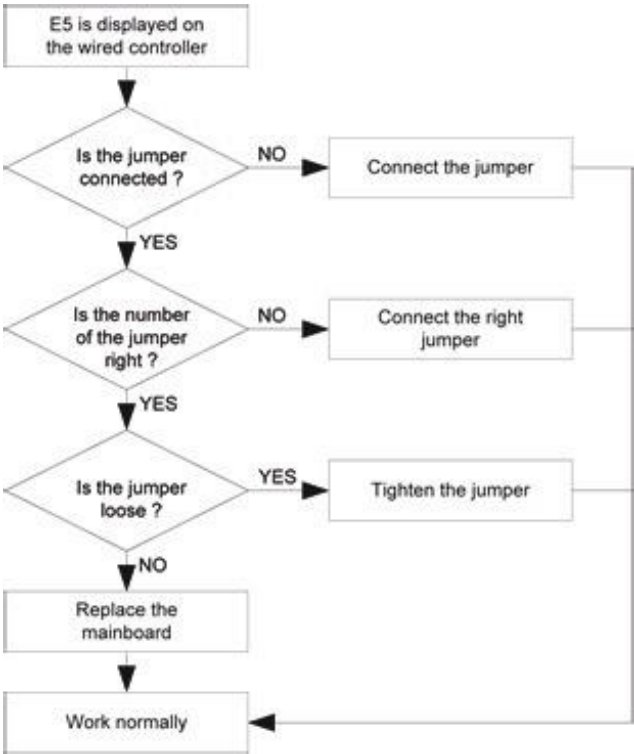 E5 is displayed on
the wired controller
Is the jumper
connected ?
NO
Connect the jumper
YES
Is the number
of the jumper
right ?
NO
Connect the right
jumper
YES
Is the jumper
loose ?
YES
Tighten the jumper
NO
Replace the
mainboard
Work normally